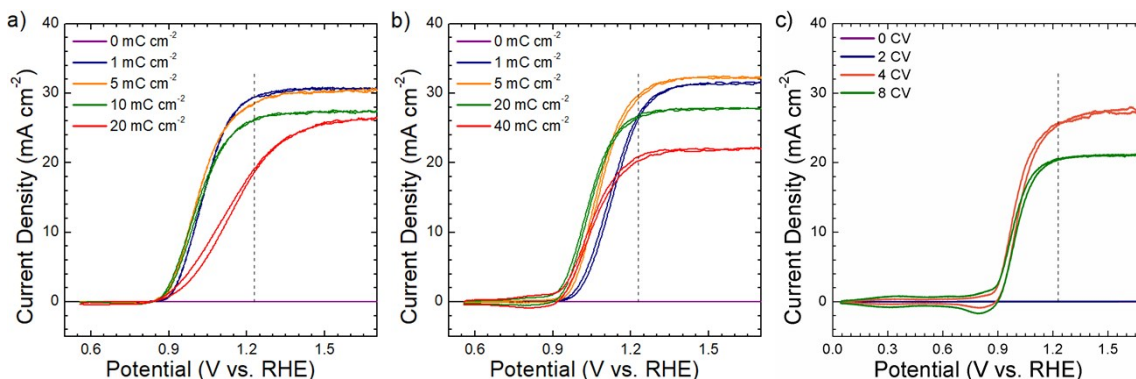 a)
40
30
20
10
0
Current Density (mA cm-2)
0 mC cm-2
1 mC cm-2
5 mC cm-2
10 mC cm-2
20 mC cm-2
0.6 0.9 1.2 1.5
Potential (V vs. RHE)
b)
40
30
20
10
0
Current Density (mA cm-2)
0 mC cm-2
1 mC cm-2
5 mC cm-2
20 mC cm-2
40 mC cm-2
0.6 0.9 1.2 1.5
Potential (V vs. RHE)
c)
40
30
20
10
0
Current Density (mA cm-2)
0 CV
2 CV
4 CV
8 CV
0.0 0.3 0.6 0.9 1.2 1.5
Potential (V vs. RHE)